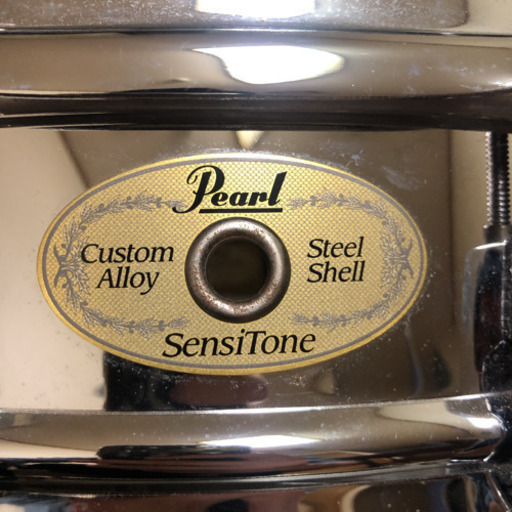 Pearl
Custom Alloy
Steel Shell
SensiTone